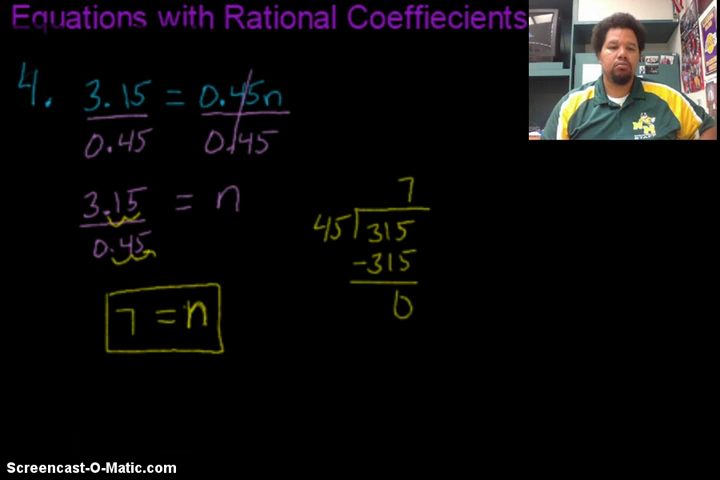 Equations with Rational Coeffiecients
4. 3.15 = 0.45n
0.45 0.45
3.15 = n
0.45
7 = n
7
45 315
-315
0
Screencast-O-Matic.com